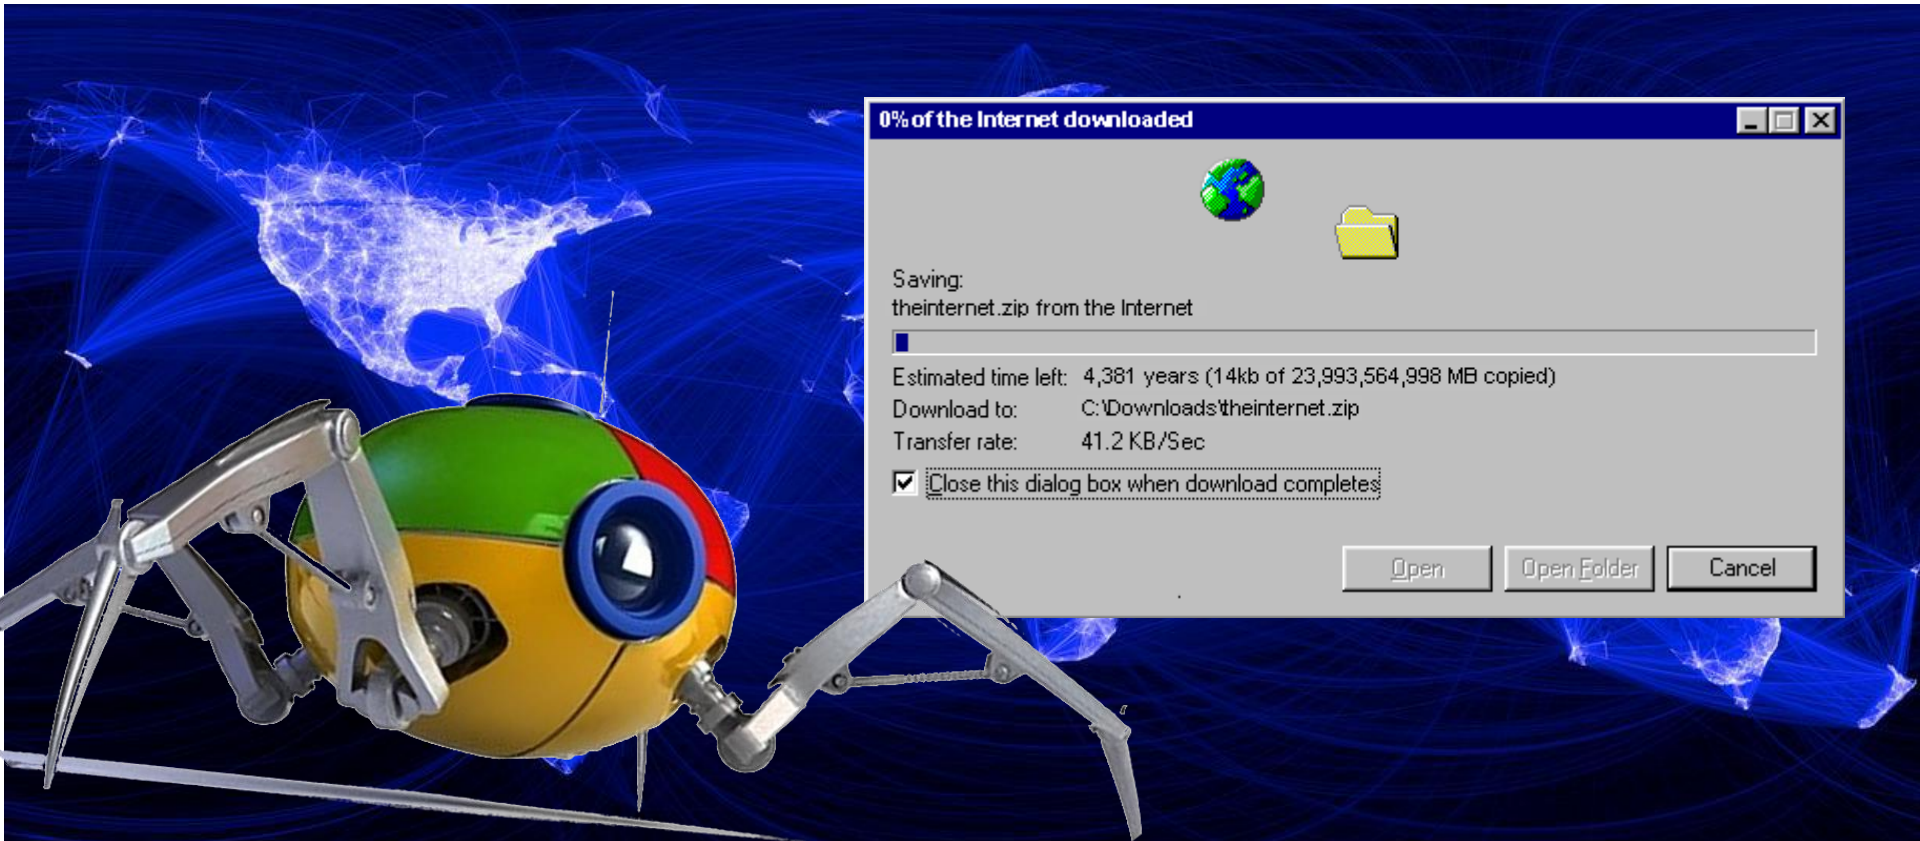 0% of the Internet downloaded
Saving:
theinternet.zip from the Internet
Estimated time left: 4,381 years (14kb of 23,993,564,998 MB copied)
Download to: C:\Downloads\theinternet.zip
Transfer rate: 41.2 KB/Sec
Close this dialog box when download completes
Open Open Folder Cancel